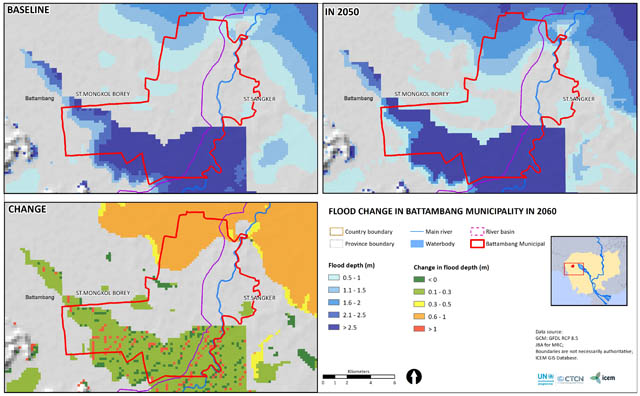 BASELINE
ST.MONGKOL BOREY
Battambang
ST.SANGKER
IN 2050
ST.MONGKOL BOREY
Battambang
ST.SANGKER
CHANGE
ST.MONGKOL BOREY
Battambang
ST.SANGKER
FLOOD CHANGE IN BATTAMBANG MUNICIPALITY IN 2060
Country boundary
Main river
River basin
Province boundary
Waterbody
Battambang Municipal
Flood depth (m)
0.5 - 1
1.1 - 1.5
1.6 - 2
2.1 - 2.5
> 2.5
Change in flood depth (m)
< 0
0.1 - 0.3
0.3 - 0.5
0.6 - 1
> 1
Kilometers
0 1 2 4 6
Data source:
GCM: GFDL RCP 8.5
JBA for MRC;
Boundaries are not necessarily authoritative;
ICEM GIS Database.
UN
CTCN
icem